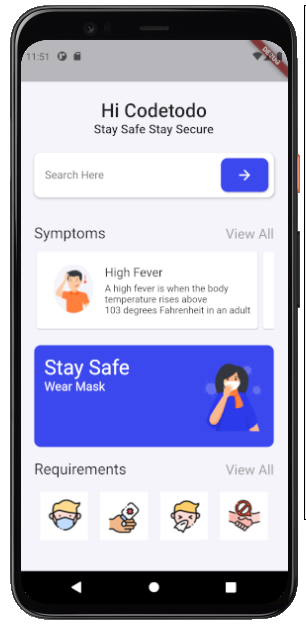 11:51
DEBUG
Hi Codetodo
Stay Safe Stay Secure
Search Here
Symptoms View All
High Fever
A high fever is when the body
temperature rises above
103 degrees Fahrenheit in an adult
Stay Safe
Wear Mask
Requirements View All